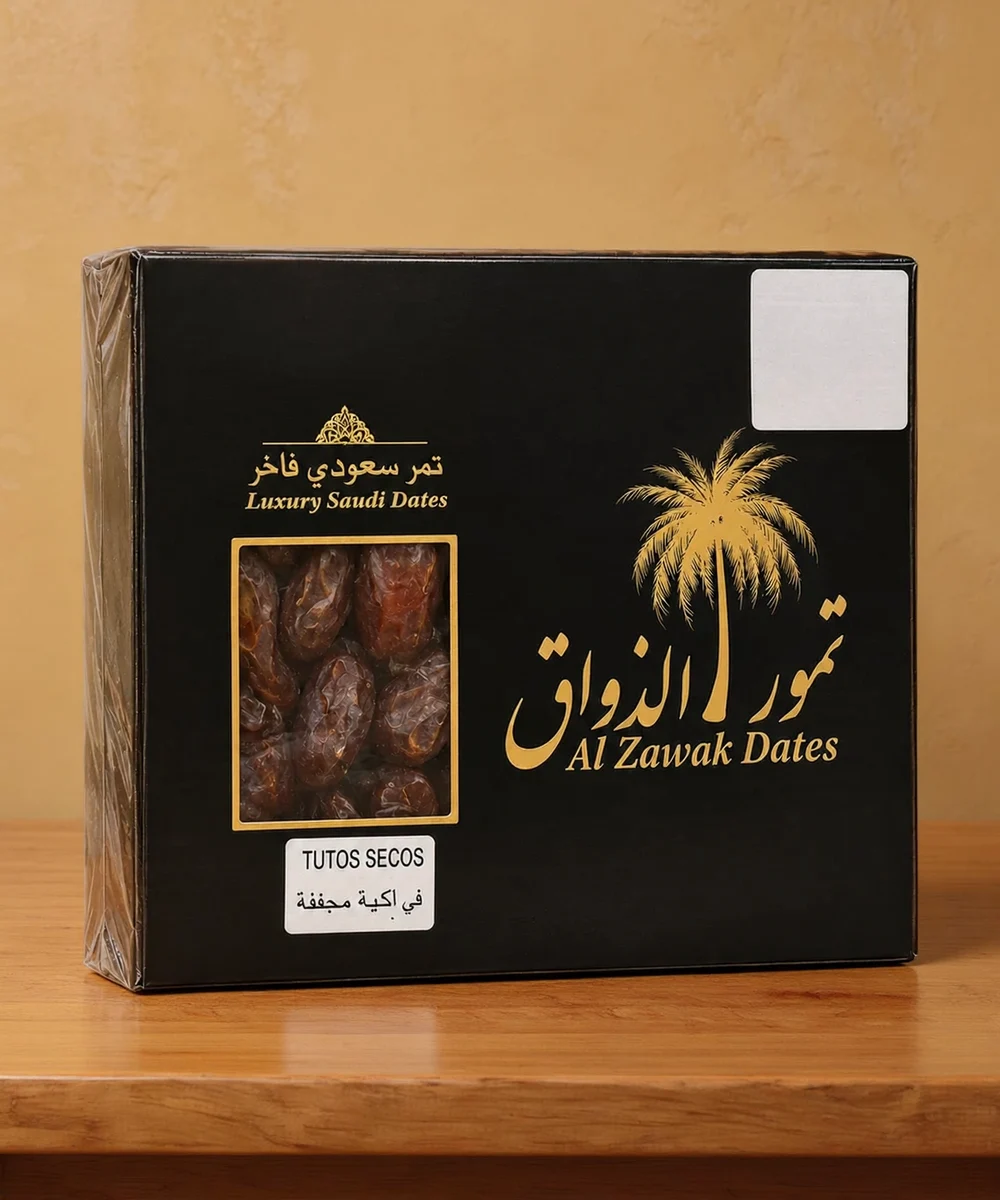 تمر سعودي فاخر
Luxury Saudi Dates
تمور الذواق
Al Zawak Dates
TUTOS SECOS
في اكية مجففة